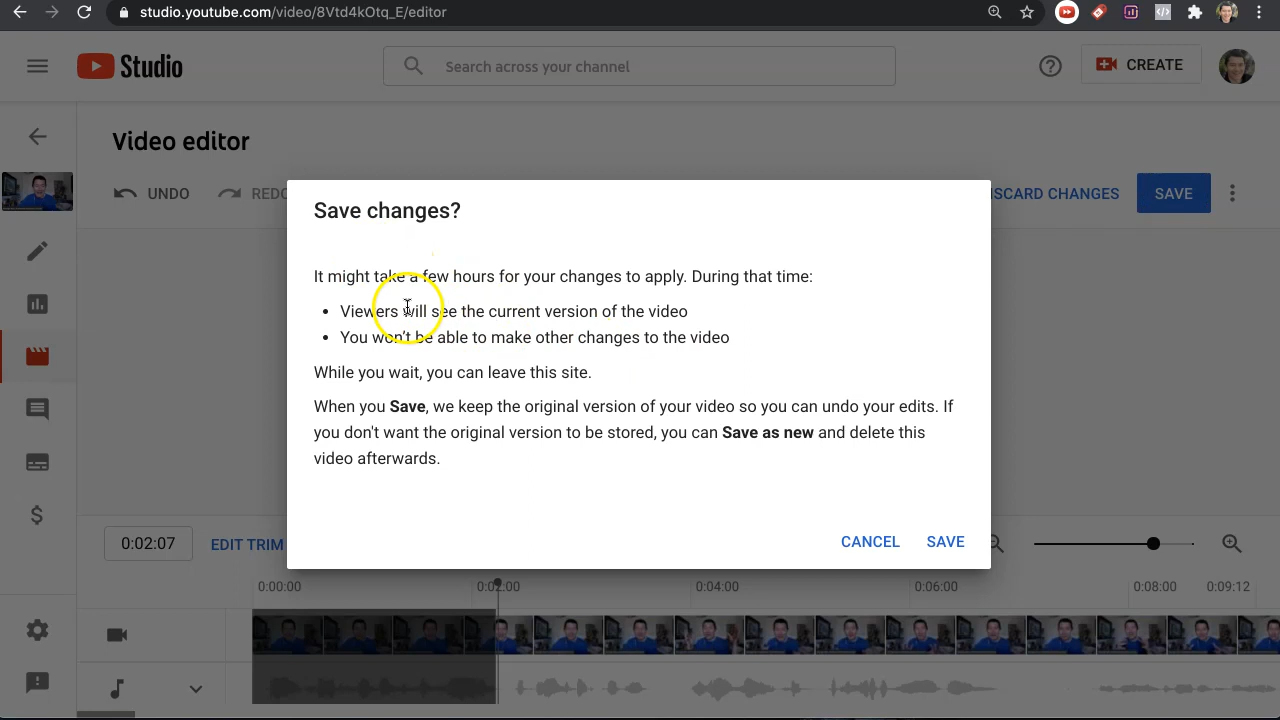 studio.youtube.com/video/8Vtd4kOtq_E/editor
Studio
Search across your channel
CREATE
Video editor
UNDO
REDO
ISCARD CHANGES
SAVE
Save changes?
It might take a few hours for your changes to apply. During that time:
• Viewers will see the current version of the video
• You won't be able to make other changes to the video
While you wait, you can leave this site.
When you Save, we keep the original version of your video so you can undo your edits. If
you don't want the original version to be stored, you can Save as new and delete this
video afterwards.
CANCEL
SAVE
0:02:07
EDIT TRIM
0:00:00
0:02:00
0:04:00
0:06:00
0:08:00
0:09:12